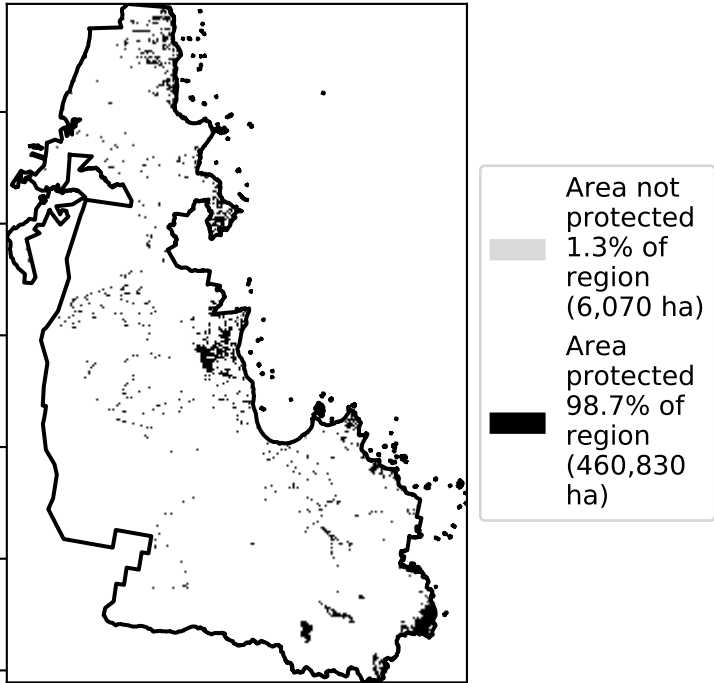 Area not
protected
1.3% of
region
(6,070 ha)
Area
protected
98.7% of
region
(460,830
ha)